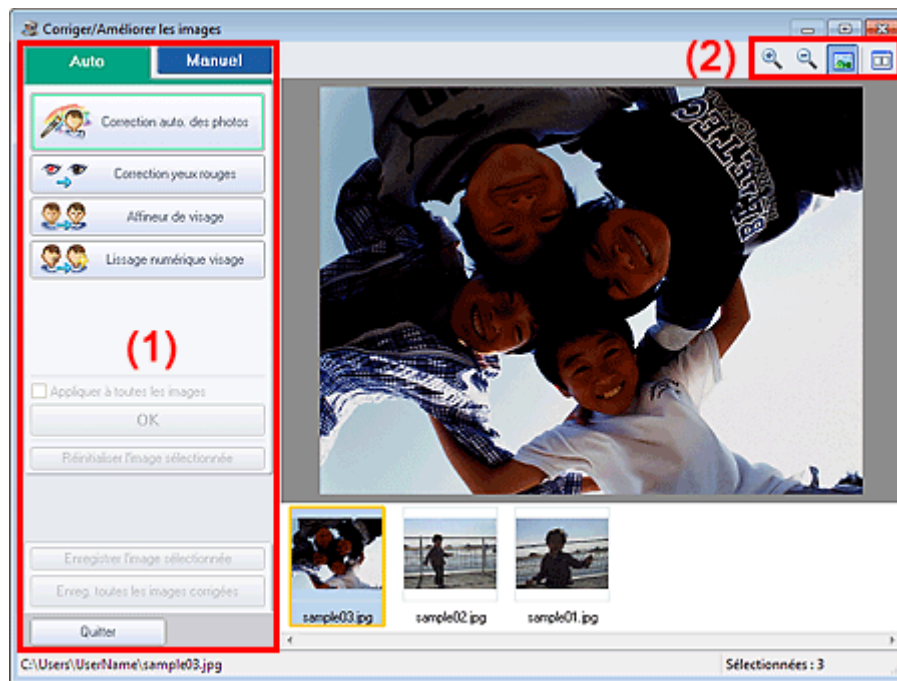 Corriger/Améliorer les images
Auto
Manuel
(2)
Correction auto. des photos
Correction yeux rouges
Affineur de visage
Lissage numérique visage
(1)
Appliquer à toutes les images
OK
Réinitialiser l'image sélectionnée
Enregistrer l'image sélectionnée
Enreg. toutes les images corrigées
Quitter
sample03.jpg
sample02.jpg
sample01.jpg
C:\Users\UserName\sample03.jpg
Sélectionnées : 3